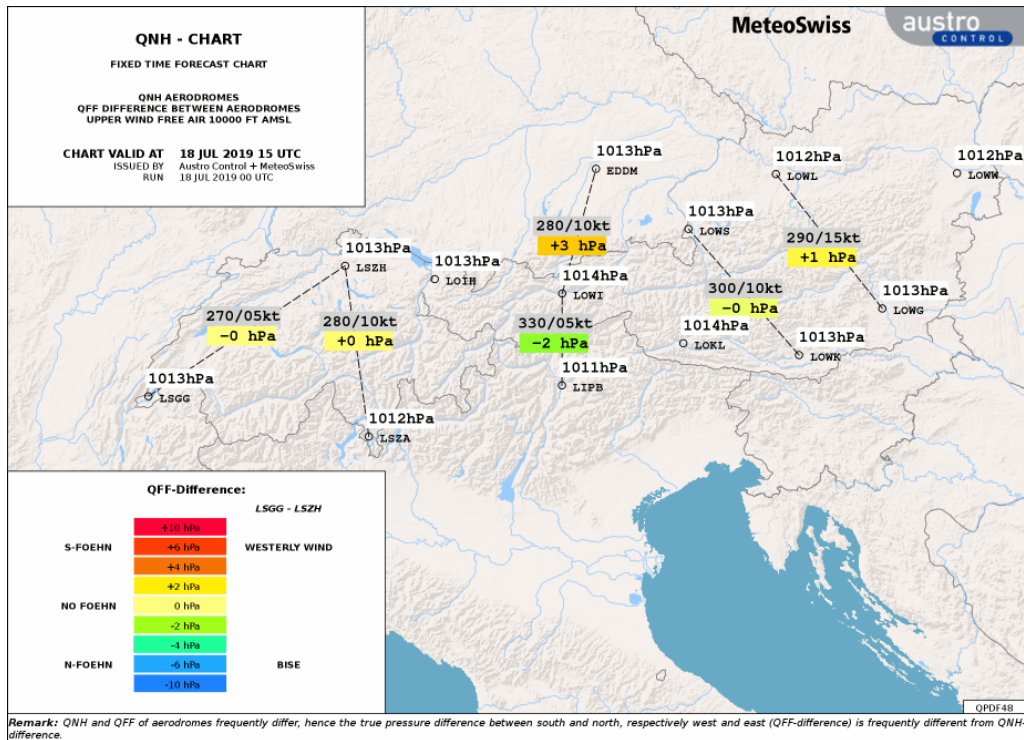 QNH - CHART
FIXED TIME FORECAST CHART
QNH AERODROMES
QFF DIFFERENCE BETWEEN AERODROMES
UPPER WIND FREE AIR 10000 FT AMSL
CHART VALID AT 18 JUL 2019 15 UTC
ISSUED BY Austro Control + MeteoSwiss
RUN 18 JUL 2019 00 UTC
MeteoSwiss
austro
CONTROL
1013hPa
EDDM
1012hPa
LOWL
1012hPa
LOWW
280/10kt
+3 hPa
1013hPa
LOWS
290/15kt
+1 hPa
1013hPa
LSZH
1013hPa
LOIH
1014hPa
LOWI
300/10kt
−0 hPa
1013hPa
LOWG
270/05kt
−0 hPa
280/10kt
+0 hPa
330/05kt
−2 hPa
1014hPa
LOKL
1013hPa
LOWK
1013hPa
LSGG
1011hPa
LIPB
1012hPa
LSZA
QFF-Difference:
LSGG - LSZH
+10 hPa
S-FOEHN +6 hPa WESTERLY WIND
+4 hPa
+2 hPa
NO FOEHN 0 hPa
-2 hPa
-4 hPa
N-FOEHN -6 hPa BISE
-10 hPa
QPDF48
Remark: QNH and QFF of aerodromes frequently differ, hence the true pressure difference between south and north, respectively west and east (QFF-difference) is frequently different from QNH-
difference.